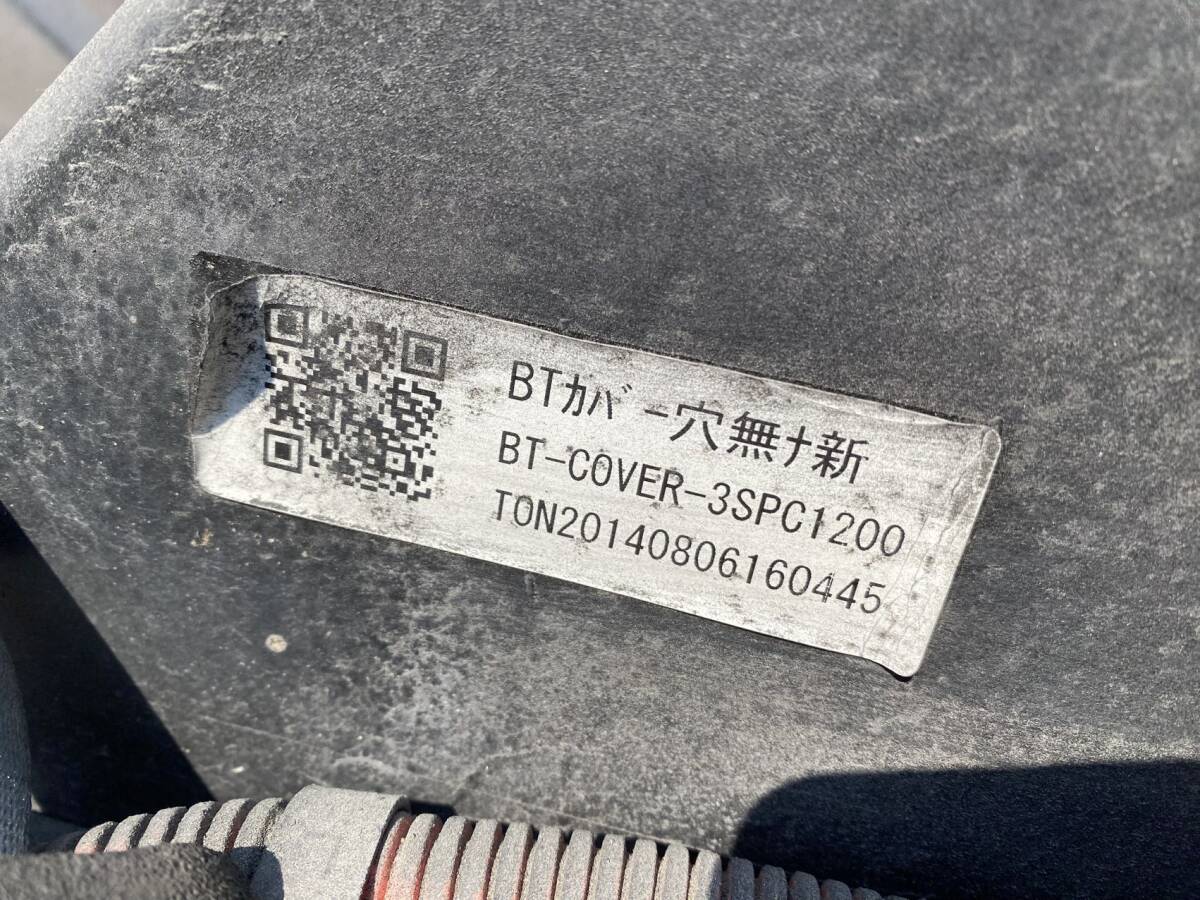 BTｶﾊﾞｰ穴無ﾅ新
BT-COVER-3SPC1200
TON20140806160445